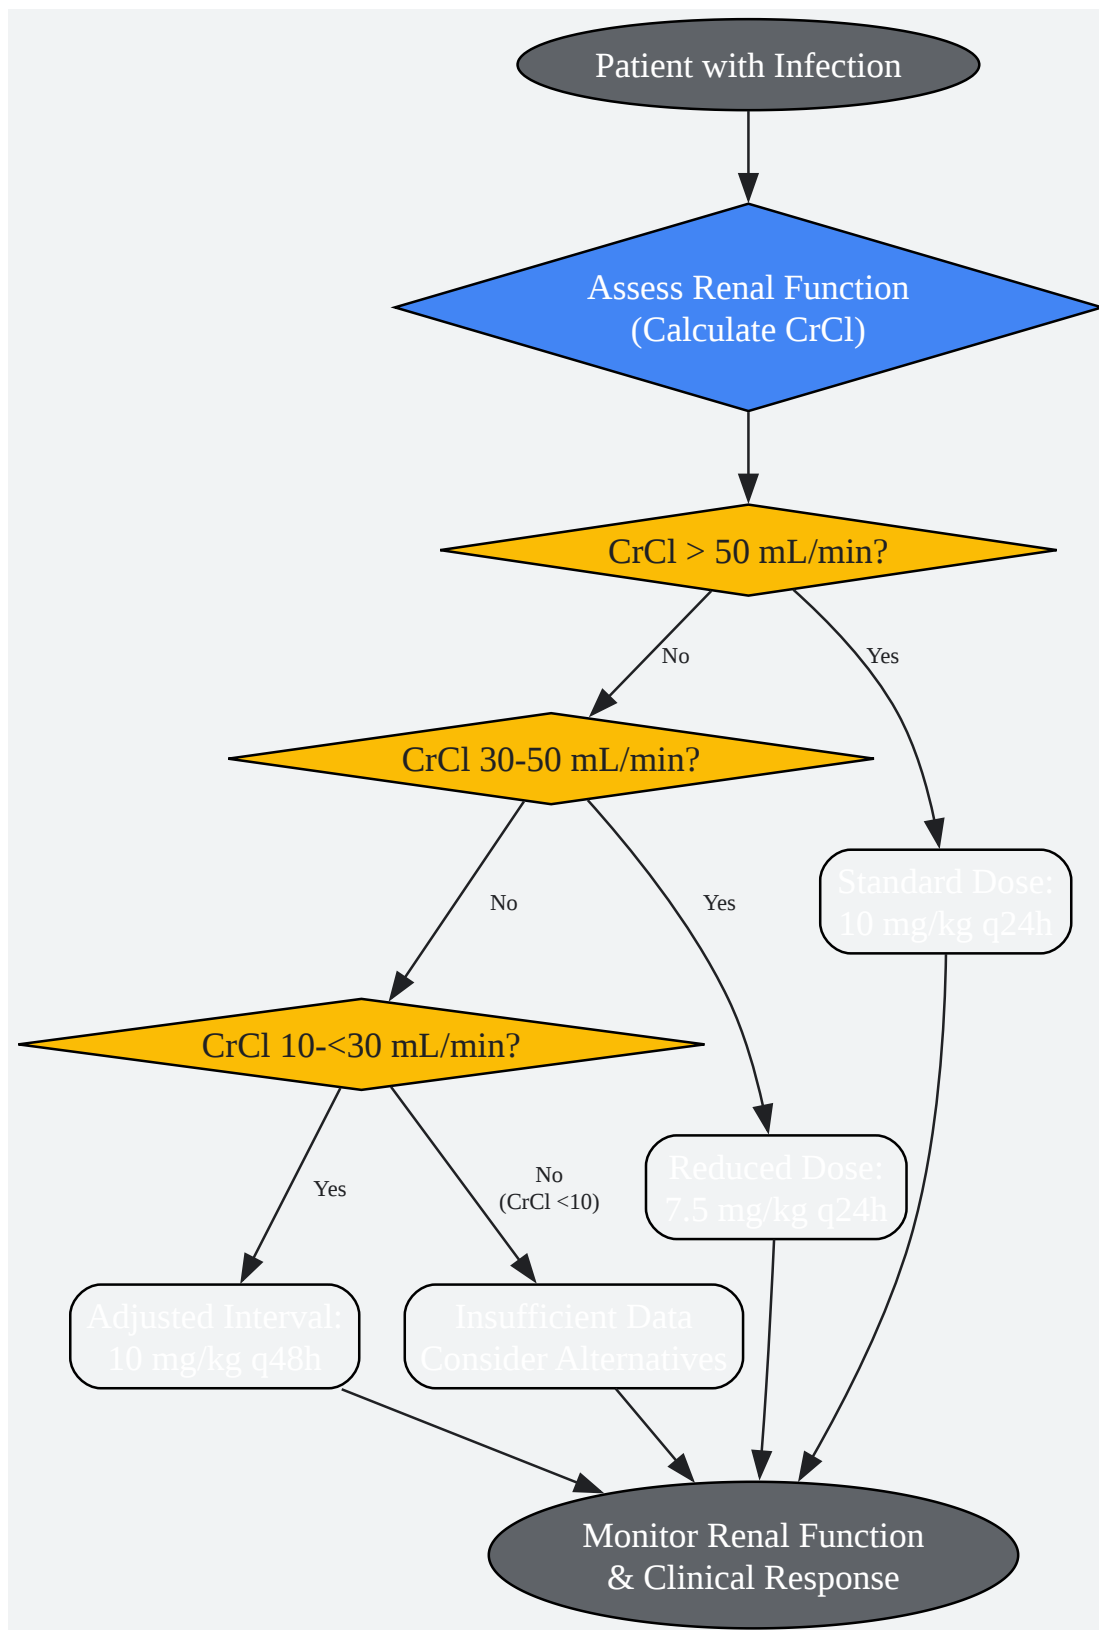 Patient with Infection
Assess Renal Function
(Calculate CrCl)
CrCl > 50 mL/min?
No
Yes
CrCl 30-50 mL/min?
No
Yes
Standard Dose:
10 mg/kg q24h
CrCl 10-<30 mL/min?
Yes
No
(CrCl <10)
Reduced Dose:
7.5 mg/kg q24h
Adjusted Interval:
10 mg/kg q48h
Insufficient Data
Consider Alternatives
Monitor Renal Function
& Clinical Response